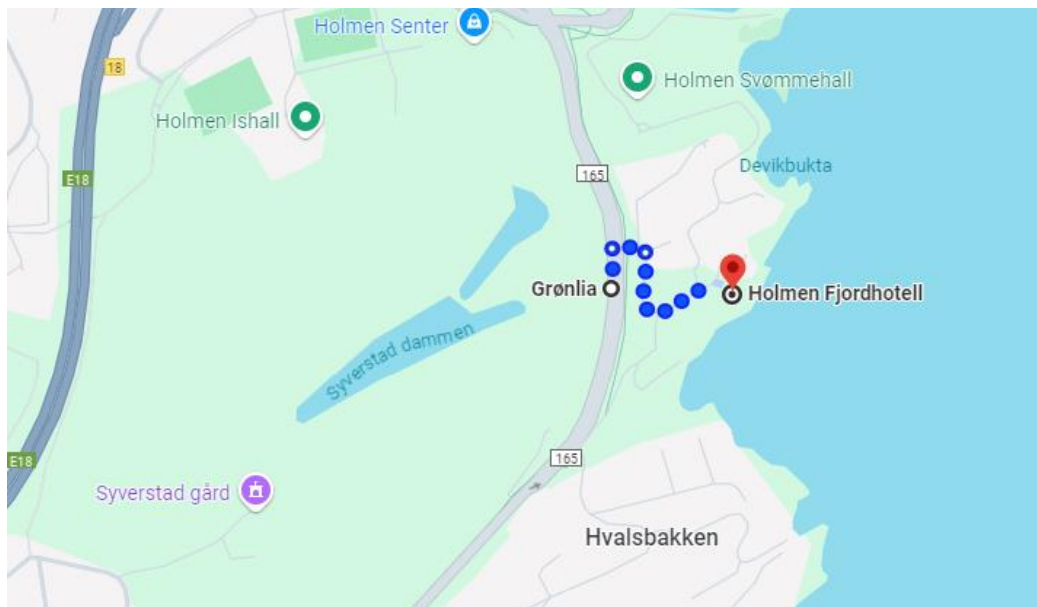 Holmen Senter
18
Holmen Svømmehall
Holmen Ishall
Devikbukta
165
E18
Grønlia
Holmen Fjordhotell
Syverstad dammen
165
E18
Syverstad gård
Hvalsbakken